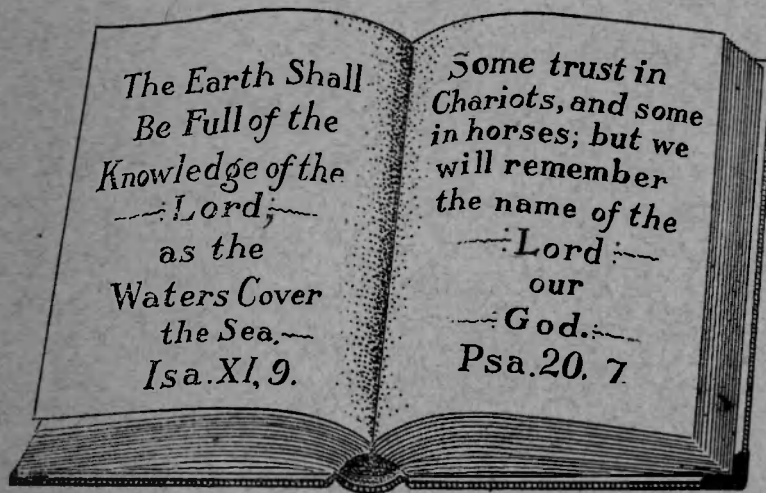 The Earth Shall
Be Full of the
Knowledge of the
Lord;
as the
Waters Cover
the Sea.
Isa. XI, 9.
Some trust in
Chariots, and some
in horses; but we
will remember
the name of the
Lord
our
God.
Psa. 20. 7